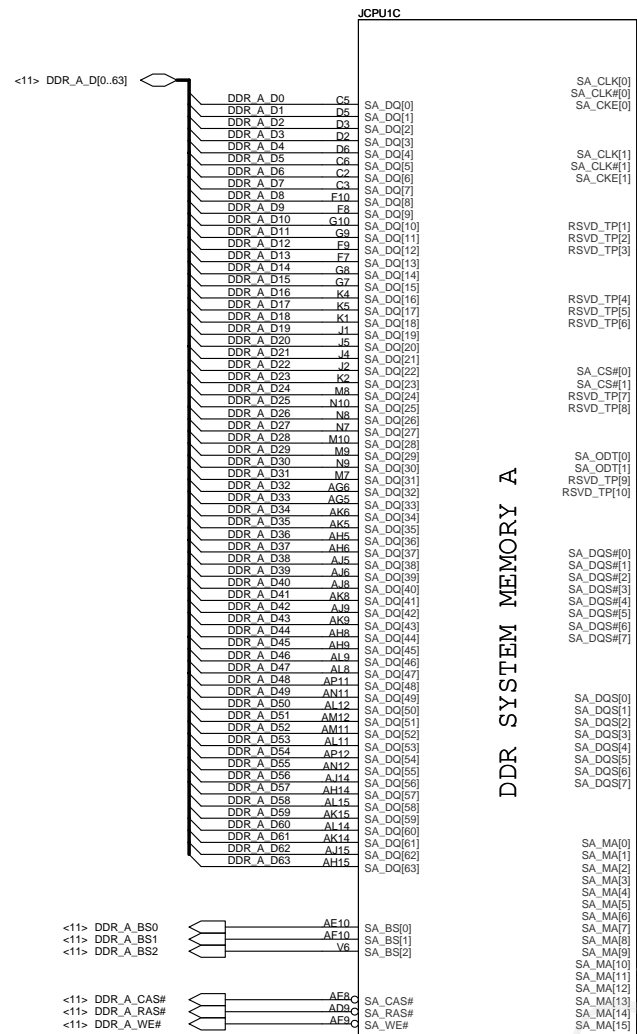 JCPU1C
<11> DDR_A_D[0..63]
DDR_A_D0 C5 SA_DQ[0]
DDR_A_D1 D5 SA_DQ[1]
DDR_A_D2 D3 SA_DQ[2]
DDR_A_D3 D2 SA_DQ[3]
DDR_A_D4 D6 SA_DQ[4]
DDR_A_D5 C6 SA_DQ[5]
DDR_A_D6 C2 SA_DQ[6]
DDR_A_D7 C3 SA_DQ[7]
DDR_A_D8 F10 SA_DQ[8]
DDR_A_D9 F8 SA_DQ[9]
DDR_A_D10 G10 SA_DQ[10]
DDR_A_D11 G9 SA_DQ[11]
DDR_A_D12 F9 SA_DQ[12]
DDR_A_D13 F7 SA_DQ[13]
DDR_A_D14 G8 SA_DQ[14]
DDR_A_D15 G7 SA_DQ[15]
DDR_A_D16 K4 SA_DQ[16]
DDR_A_D17 K5 SA_DQ[17]
DDR_A_D18 K1 SA_DQ[18]
DDR_A_D19 J1 SA_DQ[19]
DDR_A_D20 J5 SA_DQ[20]
DDR_A_D21 J4 SA_DQ[21]
DDR_A_D22 J2 SA_DQ[22]
DDR_A_D23 K2 SA_DQ[23]
DDR_A_D24 M8 SA_DQ[24]
DDR_A_D25 N10 SA_DQ[25]
DDR_A_D26 N8 SA_DQ[26]
DDR_A_D27 N7 SA_DQ[27]
DDR_A_D28 M10 SA_DQ[28]
DDR_A_D29 M9 SA_DQ[29]
DDR_A_D30 N9 SA_DQ[30]
DDR_A_D31 M7 SA_DQ[31]
DDR_A_D32 AG6 SA_DQ[32]
DDR_A_D33 AG5 SA_DQ[33]
DDR_A_D34 AK6 SA_DQ[34]
DDR_A_D35 AK5 SA_DQ[35]
DDR_A_D36 AH5 SA_DQ[36]
DDR_A_D37 AH6 SA_DQ[37]
DDR_A_D38 AJ5 SA_DQ[38]
DDR_A_D39 AJ6 SA_DQ[39]
DDR_A_D40 AJ8 SA_DQ[40]
DDR_A_D41 AK8 SA_DQ[41]
DDR_A_D42 AJ9 SA_DQ[42]
DDR_A_D43 AK9 SA_DQ[43]
DDR_A_D44 AH8 SA_DQ[44]
DDR_A_D45 AH9 SA_DQ[45]
DDR_A_D46 AL9 SA_DQ[46]
DDR_A_D47 AL8 SA_DQ[47]
DDR_A_D48 AP11 SA_DQ[48]
DDR_A_D49 AN11 SA_DQ[49]
DDR_A_D50 AL12 SA_DQ[50]
DDR_A_D51 AM12 SA_DQ[51]
DDR_A_D52 AM11 SA_DQ[52]
DDR_A_D53 AL11 SA_DQ[53]
DDR_A_D54 AP12 SA_DQ[54]
DDR_A_D55 AN12 SA_DQ[55]
DDR_A_D56 AJ14 SA_DQ[56]
DDR_A_D57 AH14 SA_DQ[57]
DDR_A_D58 AL15 SA_DQ[58]
DDR_A_D59 AK15 SA_DQ[59]
DDR_A_D60 AL14 SA_DQ[60]
DDR_A_D61 AK14 SA_DQ[61]
DDR_A_D62 AJ15 SA_DQ[62]
DDR_A_D63 AH15 SA_DQ[63]
<11> DDR_A_BS0 AE10 SA_BS[0]
<11> DDR_A_BS1 AF10 SA_BS[1]
<11> DDR_A_BS2 V6 SA_BS[2]
<11> DDR_A_CAS# AE8 SA_CAS#
<11> DDR_A_RAS# AD9 SA_RAS#
<11> DDR_A_WE# AF9 SA_WE#
DDR SYSTEM MEMORY A
SA_CLK[0]
SA_CLK#[0]
SA_CKE[0]
SA_CLK[1]
SA_CLK#[1]
SA_CKE[1]
RSVD_TP[1]
RSVD_TP[2]
RSVD_TP[3]
RSVD_TP[4]
RSVD_TP[5]
RSVD_TP[6]
SA_CS#[0]
SA_CS#[1]
RSVD_TP[7]
RSVD_TP[8]
SA_ODT[0]
SA_ODT[1]
RSVD_TP[9]
RSVD_TP[10]
SA_DQS#[0]
SA_DQS#[1]
SA_DQS#[2]
SA_DQS#[3]
SA_DQS#[4]
SA_DQS#[5]
SA_DQS#[6]
SA_DQS#[7]
SA_DQS[0]
SA_DQS[1]
SA_DQS[2]
SA_DQS[3]
SA_DQS[4]
SA_DQS[5]
SA_DQS[6]
SA_DQS[7]
SA_MA[0]
SA_MA[1]
SA_MA[2]
SA_MA[3]
SA_MA[4]
SA_MA[5]
SA_MA[6]
SA_MA[7]
SA_MA[8]
SA_MA[9]
SA_MA[10]
SA_MA[11]
SA_MA[12]
SA_MA[13]
SA_MA[14]
SA_MA[15]